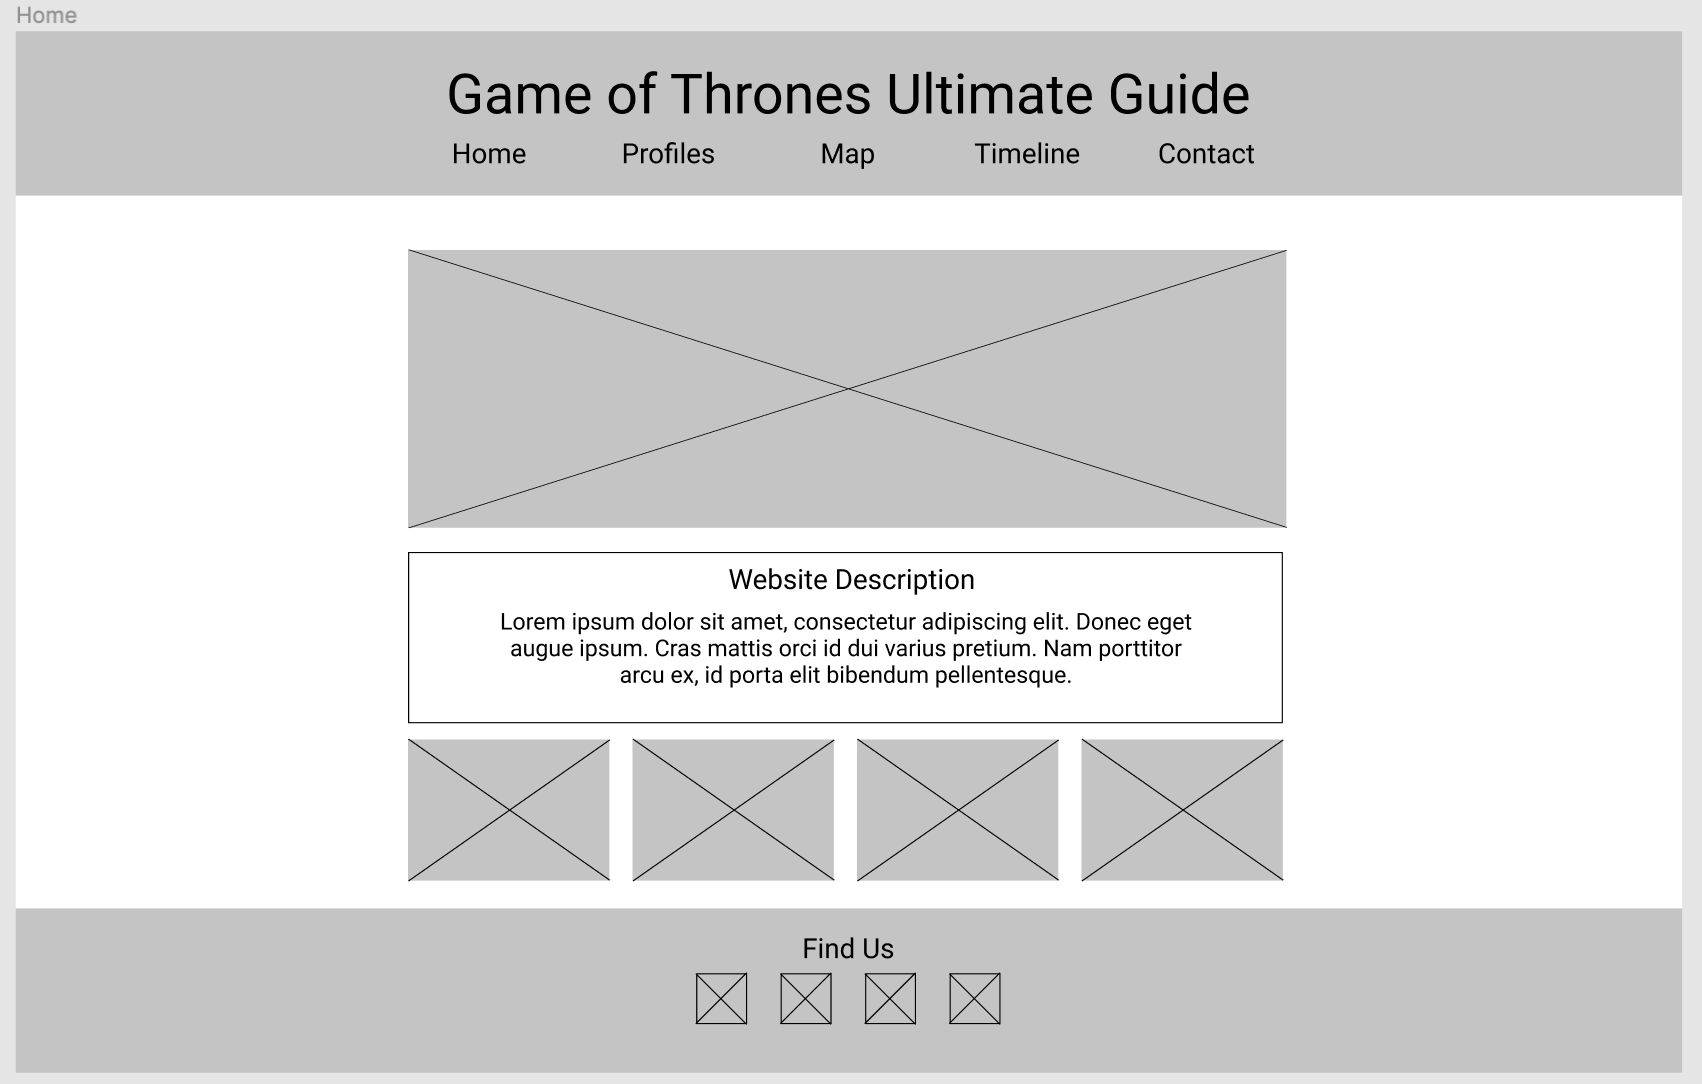 Home
Game of Thrones Ultimate Guide
Home Profiles Map Timeline Contact
Website Description
Lorem ipsum dolor sit amet, consectetur adipiscing elit. Donec eget
augue ipsum. Cras mattis orci id dui varius pretium. Nam porttitor
arcu ex, id porta elit bibendum pellentesque.
Find Us